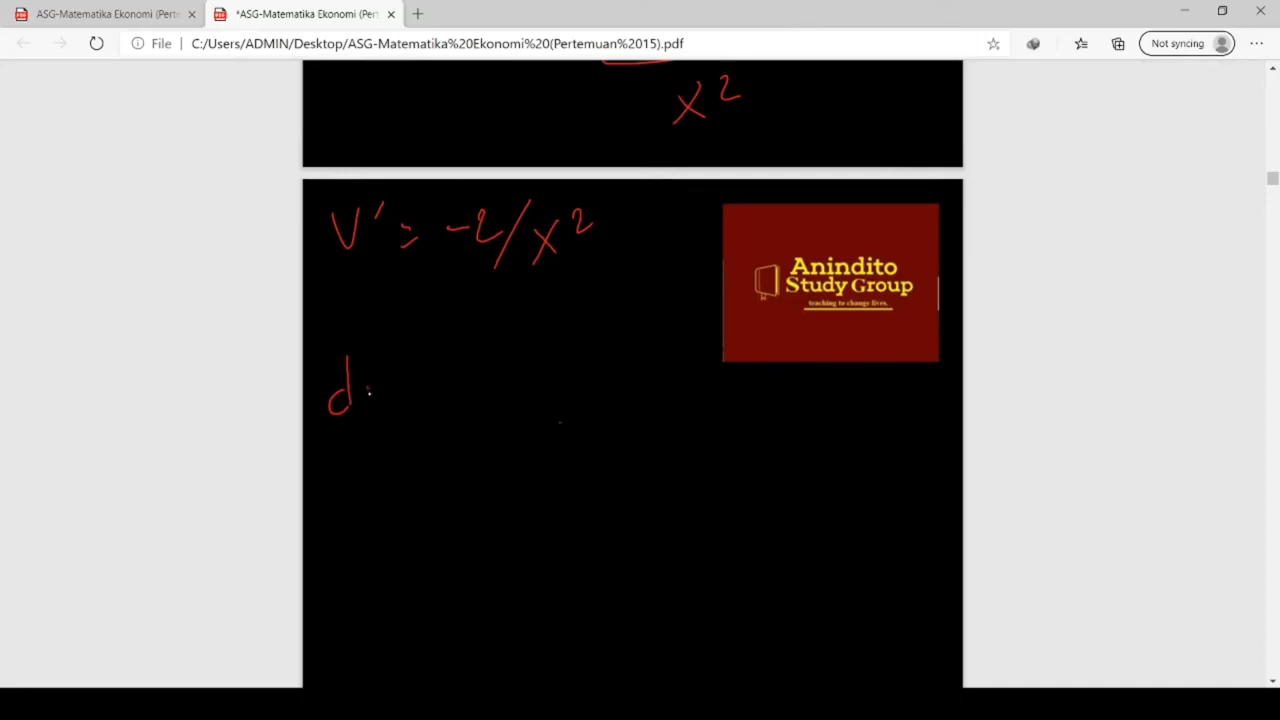 ASG-Matematika Ekonomi (Perte
*ASG-Matematika Ekonomi (Pert
File | C:/Users/ADMIN/Desktop/ASG-Matematika%20Ekonomi%20(Pertemuan%2015).pdf
Not syncing
x²
V' = -2/x²
Anindito
Study Group
teaching to change lives.
d